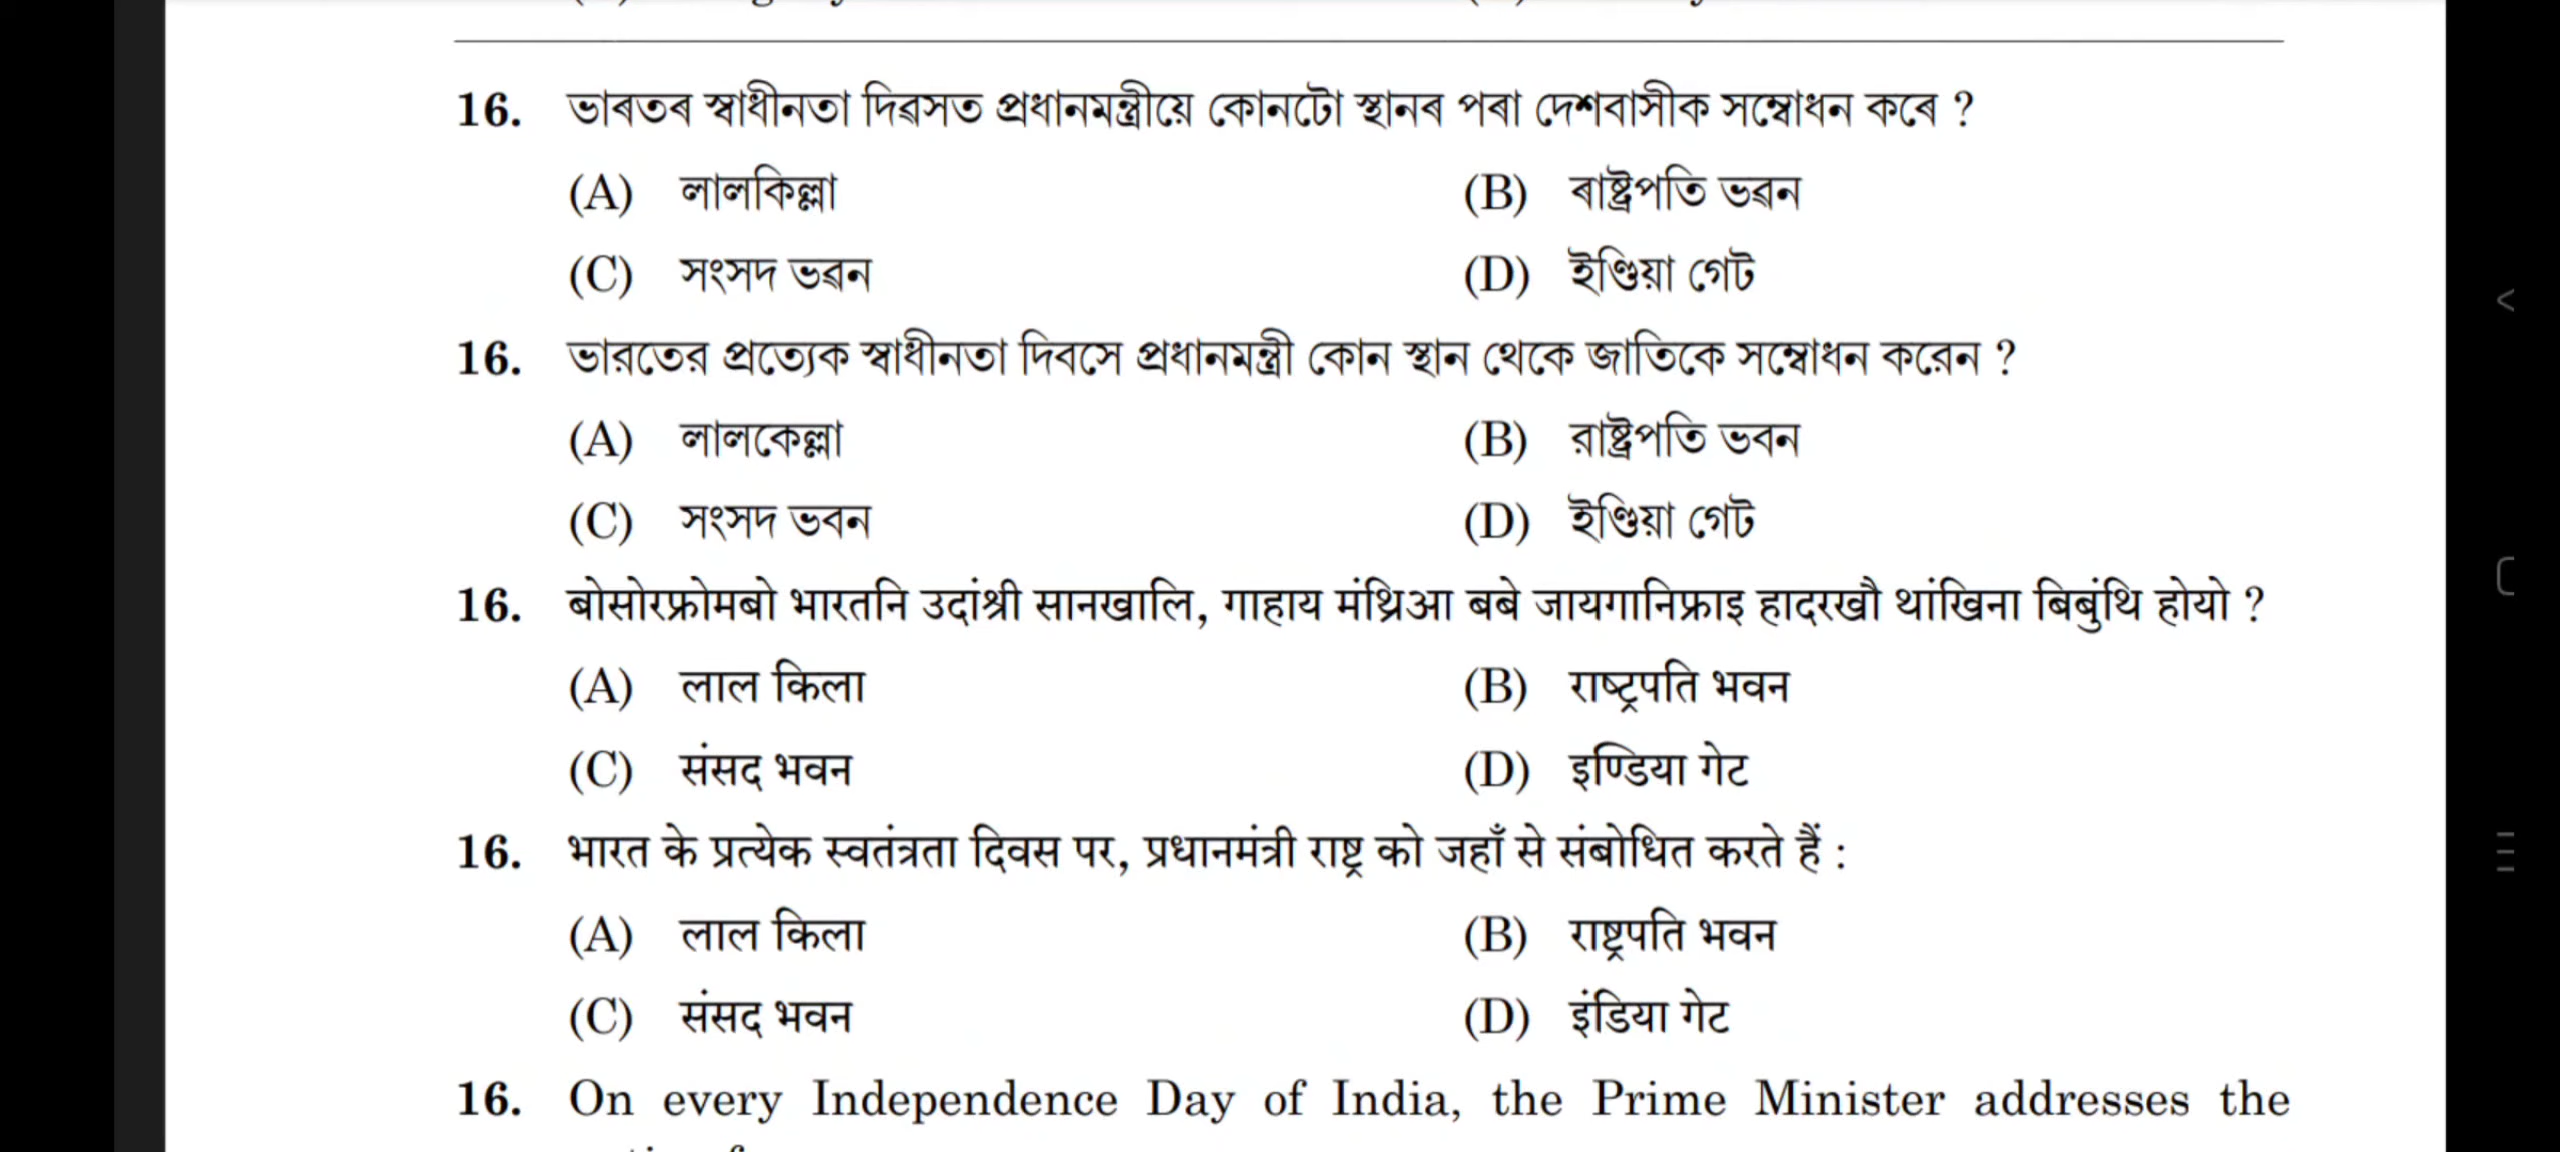 16. ভাৰতৰ স্বাধীনতা দিৱসত প্ৰধানমন্ত্ৰীয়ে কোনটো স্থানৰ পৰা দেশবাসীক সম্বোধন কৰে ?
(A) লালকিল্লা (B) ৰাষ্ট্ৰপতি ভৱন
(C) সংসদ ভৱন (D) ইণ্ডিয়া গেট
16. ভারতের প্রত্যেক স্বাধীনতা দিবসে প্রধানমন্ত্রী কোন স্থান থেকে জাতিকে সম্বোধন করেন ?
(A) লালকেল্লা (B) রাষ্ট্রপতি ভবন
(C) সংসদ ভবন (D) ইণ্ডিয়া গেট
16. बोसोरफ्रोमबो भारतनि उदांश्री सानखालि, गाहाय मंथ्रिआ बबे जायगानिफ्राइ हादरखौ थांखिना बिबुंथि होयो ?
(A) लाल किला (B) राष्ट्रपति भवन
(C) संसद भवन (D) इण्डिया गेट
16. भारत के प्रत्येक स्वतंत्रता दिवस पर, प्रधानमंत्री राष्ट्र को जहाँ से संबोधित करते हैं :
(A) लाल किला (B) राष्ट्रपति भवन
(C) संसद भवन (D) इंडिया गेट
16. On every Independence Day of India, the Prime Minister addresses the